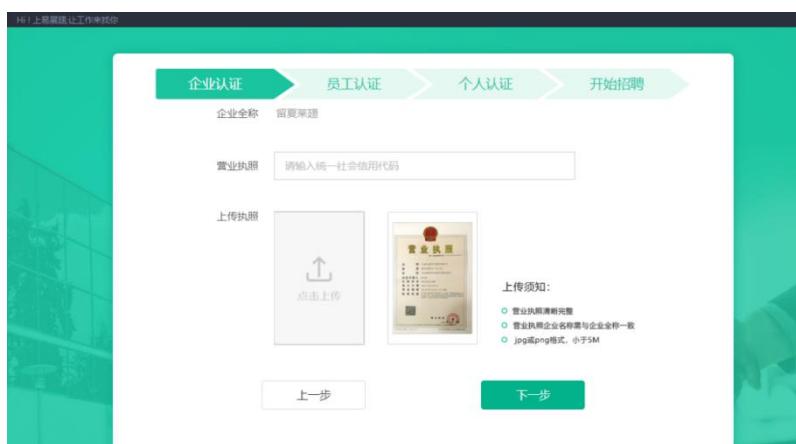 Hi！上易展翅·让工作来找你
企业认证
员工认证
个人认证
开始招聘
企业全称
留夏莱翅
营业执照
请输入统一社会信用代码
上传执照
点击上传
营业执照
上传须知：
营业执照清晰完整
营业执照企业名称需与企业全称一致
jpg或png格式，小于5M
上一步
下一步